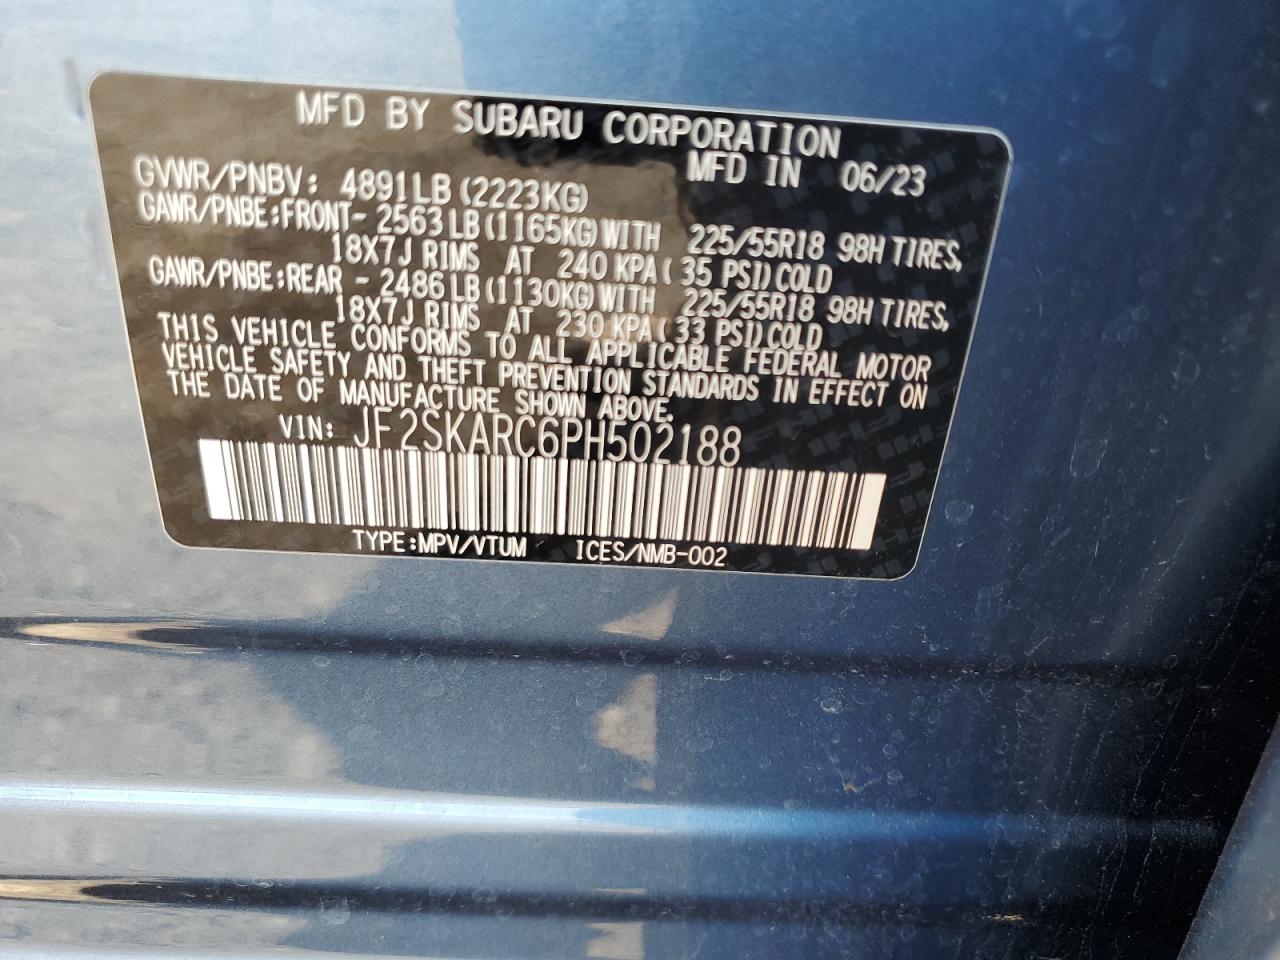 MFD BY SUBARU CORPORATION
MFD IN 06/23
GVWR/PNBV: 4891LB (2223KG)
GAWR/PNBE:FRONT- 2563LB (1165KG) WITH 225/55R18 98H TIRES,
18X7J RIMS AT 240 KPA ( 35 PSI) COLD
GAWR/PNBE:REAR - 2486LB (1130KG) WITH 225/55R18 98H TIRES,
18X7J RIMS AT 230 KPA ( 33 PSI) COLD
THIS VEHICLE CONFORMS TO ALL APPLICABLE FEDERAL MOTOR
VEHICLE SAFETY AND THEFT PREVENTION STANDARDS IN EFFECT ON
THE DATE OF MANUFACTURE SHOWN ABOVE.
VIN: JF2SKARC6PH502188
TYPE:MPV/VTUM ICES/NMB-002